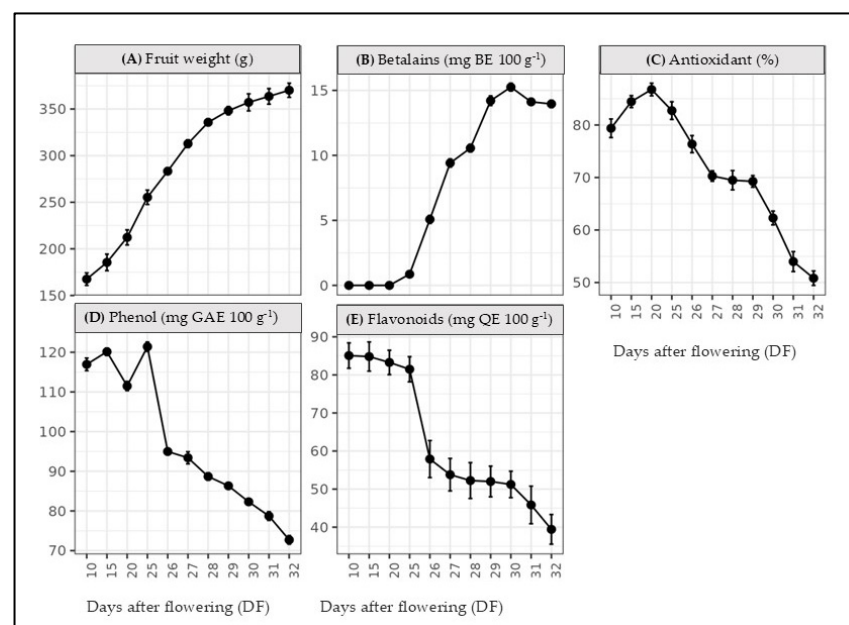 (A) Fruit weight (g)
350
300
250
200
150
(B) Betalains (mg BE 100 g⁻¹)
15
10
5
0
(C) Antioxidant (%)
80
70
60
50
10 15 20 25 26 27 28 29 30 31 32
Days after flowering (DF)
(D) Phenol (mg GAE 100 g⁻¹)
120
110
100
90
80
70
10 15 20 25 26 27 28 29 30 31 32
Days after flowering (DF)
(E) Flavonoids (mg QE 100 g⁻¹)
90
80
70
60
50
40
10 15 20 25 26 27 28 29 30 31 32
Days after flowering (DF)